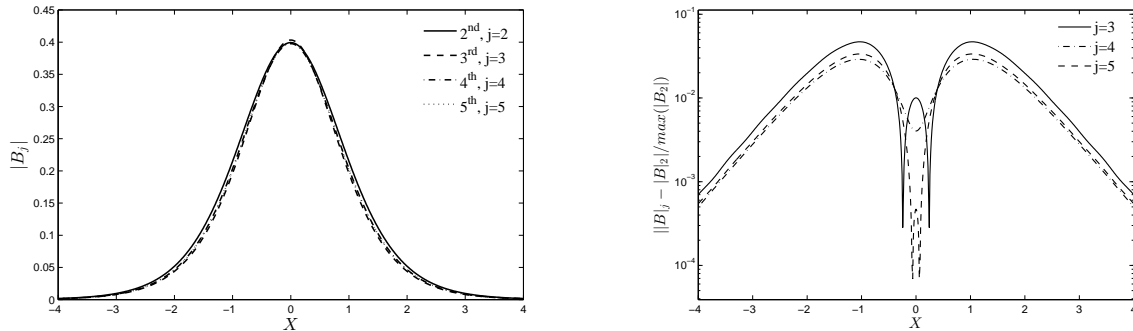 0.45
0.4
0.35
0.3
0.25
0.2
0.15
0.1
0.05
0
|B_j|
2^nd, j=2
3^rd, j=3
4^th, j=4
5^th, j=5
−4 −3 −2 −1 0 1 2 3 4
X
10^−1
10^−2
10^−3
10^−4
||B|_j − |B|_2|/max(|B_2|)
j=3
j=4
j=5
−4 −3 −2 −1 0 1 2 3 4
X